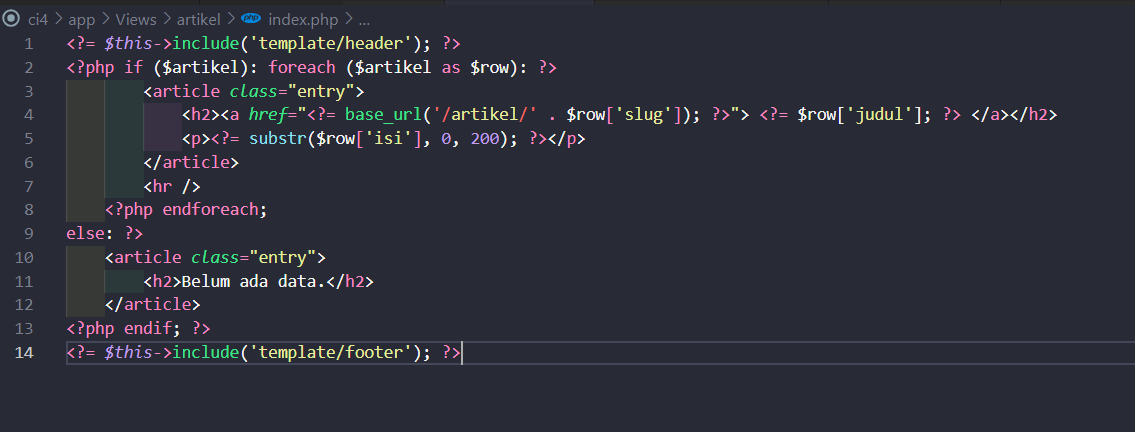 ci4 > app > Views > artikel > php index.php > ...
1 <?= $this->include('template/header'); ?>
2 <?php if ($artikel): foreach ($artikel as $row): ?>
3 <article class="entry">
4 <h2><a href="<?= base_url('/artikel/' . $row['slug']); ?>"> <?= $row['judul']; ?> </a></h2>
5 <p><?= substr($row['isi'], 0, 200); ?></p>
6 </article>
7 <hr />
8 <?php endforeach;
9 else: ?>
10 <article class="entry">
11 <h2>Belum ada data.</h2>
12 </article>
13 <?php endif; ?>
14 <?= $this->include('template/footer'); ?>